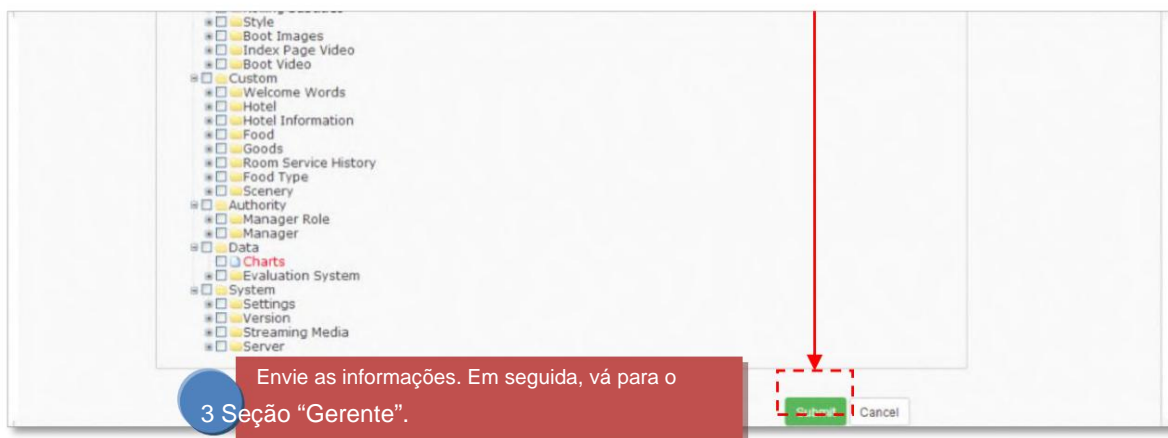 Style
Boot Images
Index Page Video
Boot Video
Custom
Welcome Words
Hotel
Hotel Information
Food
Goods
Room Service History
Food Type
Scenery
Authority
Manager Role
Manager
Data
Charts
Evaluation System
System
Settings
Version
Streaming Media
Server
Envie as informações. Em seguida, vá para o
3 Seção “Gerente”.
Submit Cancel